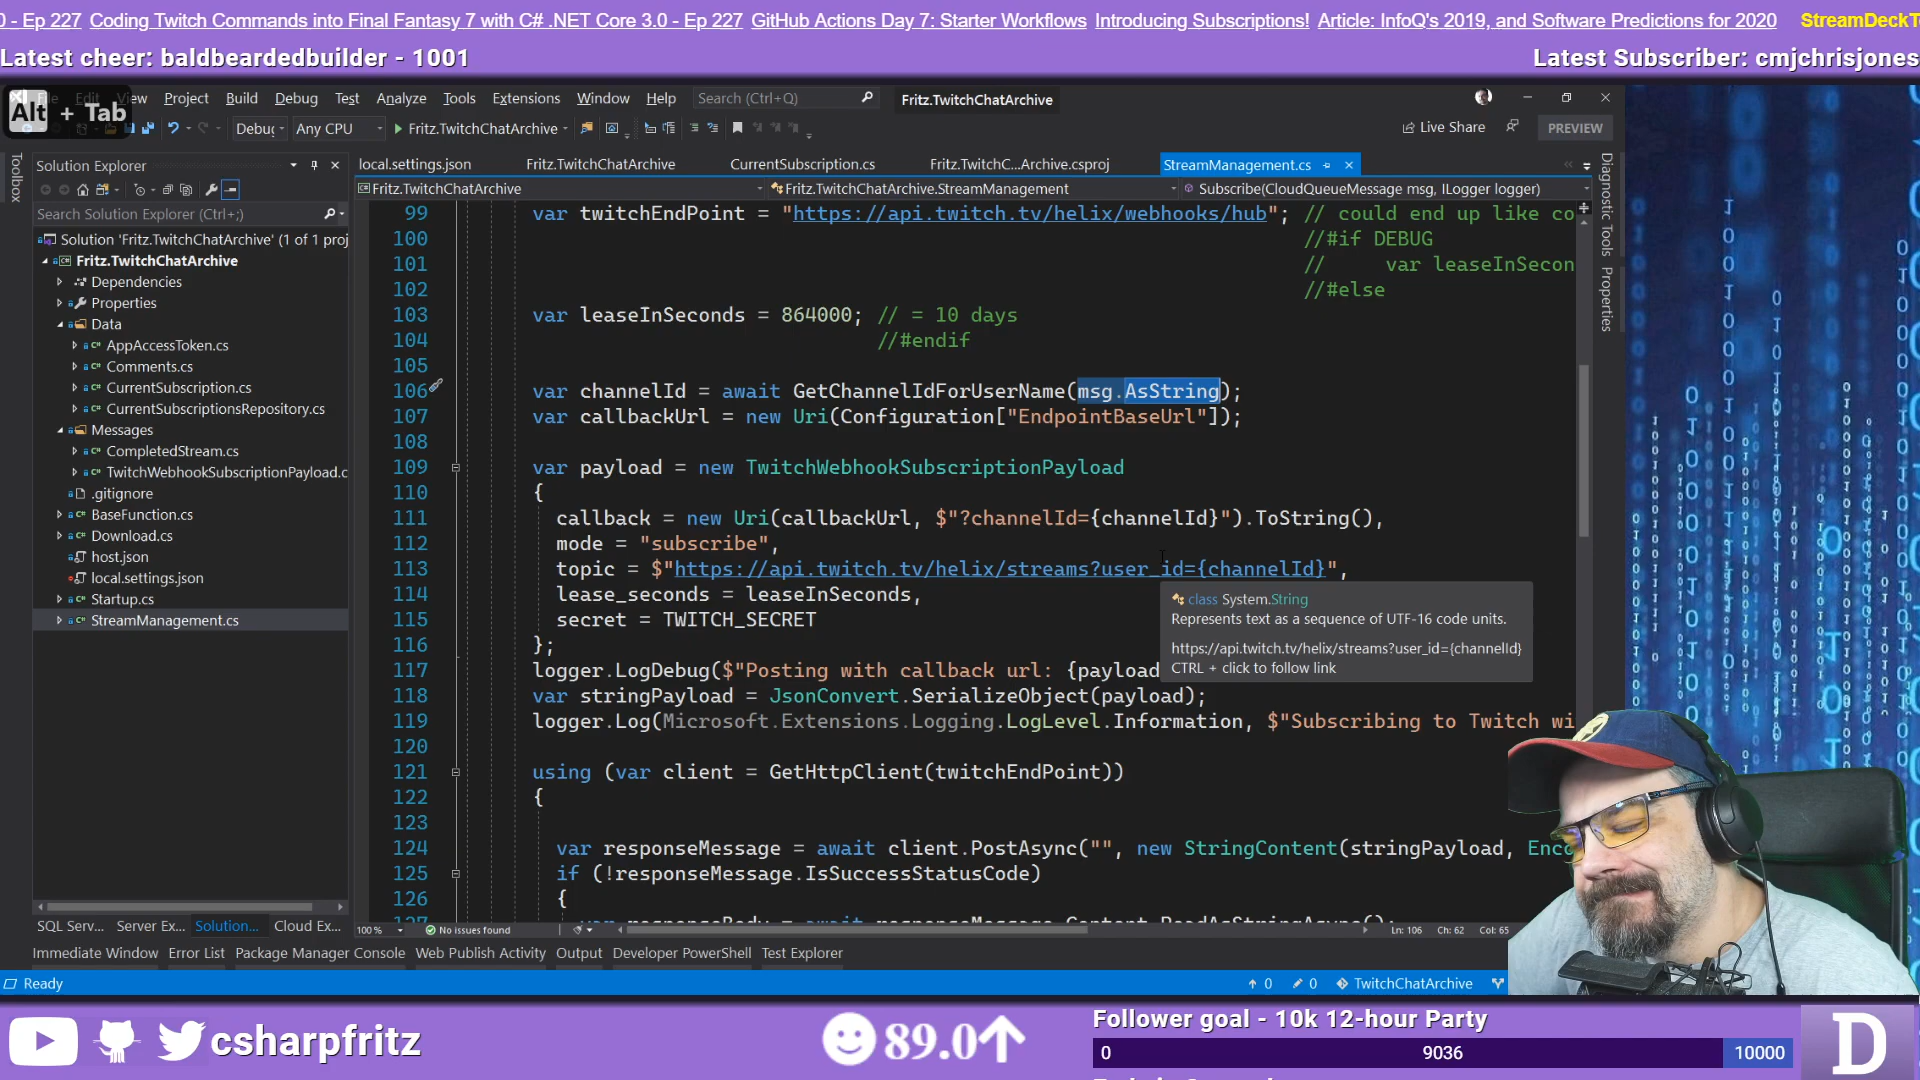 0 - Ep 227 Coding Twitch Commands into Final Fantasy 7 with C# .NET Core 3.0 - Ep 227 GitHub Actions Day 7: Starter Workflows Introducing Subscriptions! Article: InfoQ's 2019, and Software Predictions for 2020 StreamDeckT
Latest cheer: baldbeardedbuilder - 1001
Latest Subscriber: cmjchrisjones
Alt + Tab
View Project Build Debug Test Analyze Tools Extensions Window Help Search (Ctrl+Q) Fritz.TwitchChatArchive
Debug Any CPU Fritz.TwitchChatArchive Live Share PREVIEW
Toolbox
Solution Explorer
Search Solution Explorer (Ctrl+;)
Solution 'Fritz.TwitchChatArchive' (1 of 1 proj
Fritz.TwitchChatArchive
Dependencies
Properties
Data
AppAccessToken.cs
Comments.cs
CurrentSubscription.cs
CurrentSubscriptionsRepository.cs
Messages
CompletedStream.cs
TwitchWebhookSubscriptionPayload.c
.gitignore
BaseFunction.cs
Download.cs
host.json
local.settings.json
Startup.cs
StreamManagement.cs
SQL Serv... Server Ex... Solution... Cloud Ex...
local.settings.json Fritz.TwitchChatArchive CurrentSubscription.cs Fritz.TwitchC...Archive.csproj StreamManagement.cs
Fritz.TwitchChatArchive Fritz.TwitchChatArchive.StreamManagement Subscribe(CloudQueueMessage msg, ILogger logger)
99 var twitchEndPoint = "https://api.twitch.tv/helix/webhooks/hub"; // could end up like co
100 //#if DEBUG
101 // var leaseInSecon
102 //#else
103 var leaseInSeconds = 864000; // = 10 days
104 //#endif
105
106 var channelId = await GetChannelIdForUserName(msg.AsString);
107 var callbackUrl = new Uri(Configuration["EndpointBaseUrl"]);
108
109 var payload = new TwitchWebhookSubscriptionPayload
110 {
111 callback = new Uri(callbackUrl, $"?channelId={channelId}").ToString(),
112 mode = "subscribe",
113 topic = $"https://api.twitch.tv/helix/streams?user_id={channelId}",
114 lease_seconds = leaseInSeconds,
115 secret = TWITCH_SECRET
116 };
117 logger.LogDebug($"Posting with callback url: {payload
118 var stringPayload = JsonConvert.SerializeObject(payload);
119 logger.Log(Microsoft.Extensions.Logging.LogLevel.Information, $"Subscribing to Twitch wi
120
121 using (var client = GetHttpClient(twitchEndPoint))
122 {
123
124 var responseMessage = await client.PostAsync("", new StringContent(stringPayload, Enco
125 if (!responseMessage.IsSuccessStatusCode)
126 {
127 var responseBody = await responseMessage.Content.ReadAsStringAsync();
class System.String
Represents text as a sequence of UTF-16 code units.
https://api.twitch.tv/helix/streams?user_id={channelId}
CTRL + click to follow link
Diagnostic Tools
Properties
100 % No issues found Ln: 106 Ch: 62 Col: 65
Immediate Window Error List Package Manager Console Web Publish Activity Output Developer PowerShell Test Explorer
Ready 0 0 TwitchChatArchive
csharpfritz
89.0
Follower goal - 10k 12-hour Party
0 9036 10000
D